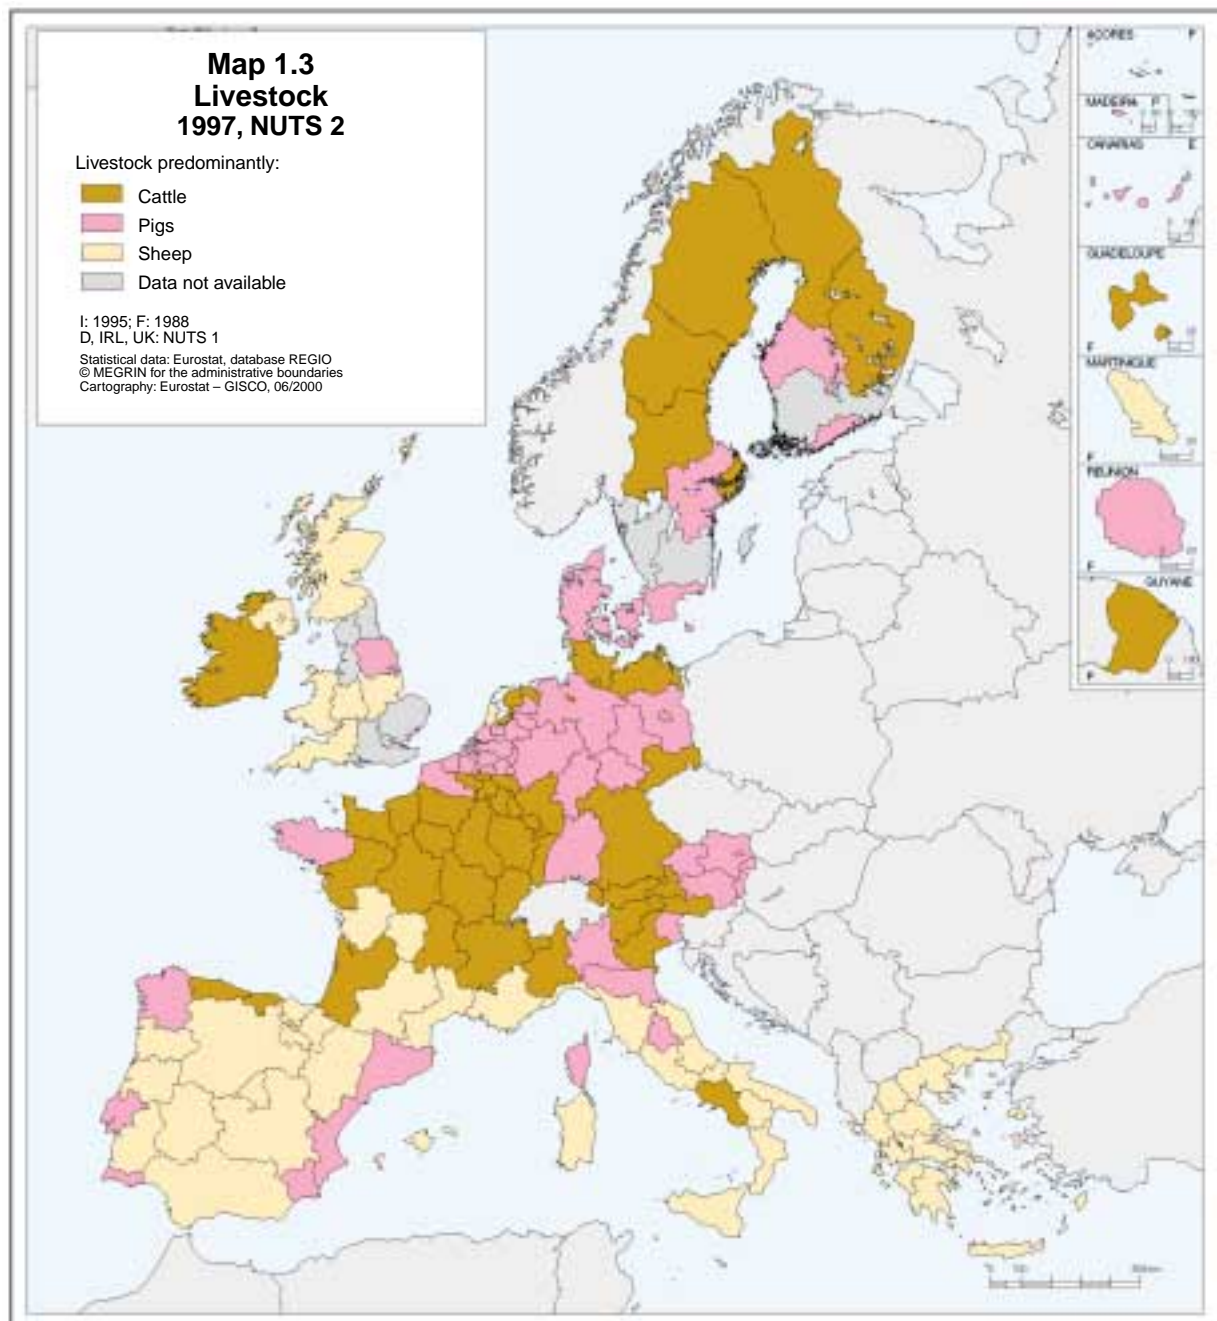 Map 1.3
Livestock
1997, NUTS 2
Livestock predominantly:
Cattle
Pigs
Sheep
Data not available
I: 1995; F: 1988
D, IRL, UK: NUTS 1
Statistical data: Eurostat, database REGIO
© MEGRIN for the administrative boundaries
Cartography: Eurostat – GISCO, 06/2000
ACORES P
MADEIRA P
CANARIAS E
GUADELOUPE
F
MARTINIQUE
F
REUNION
F
GUYANE
F